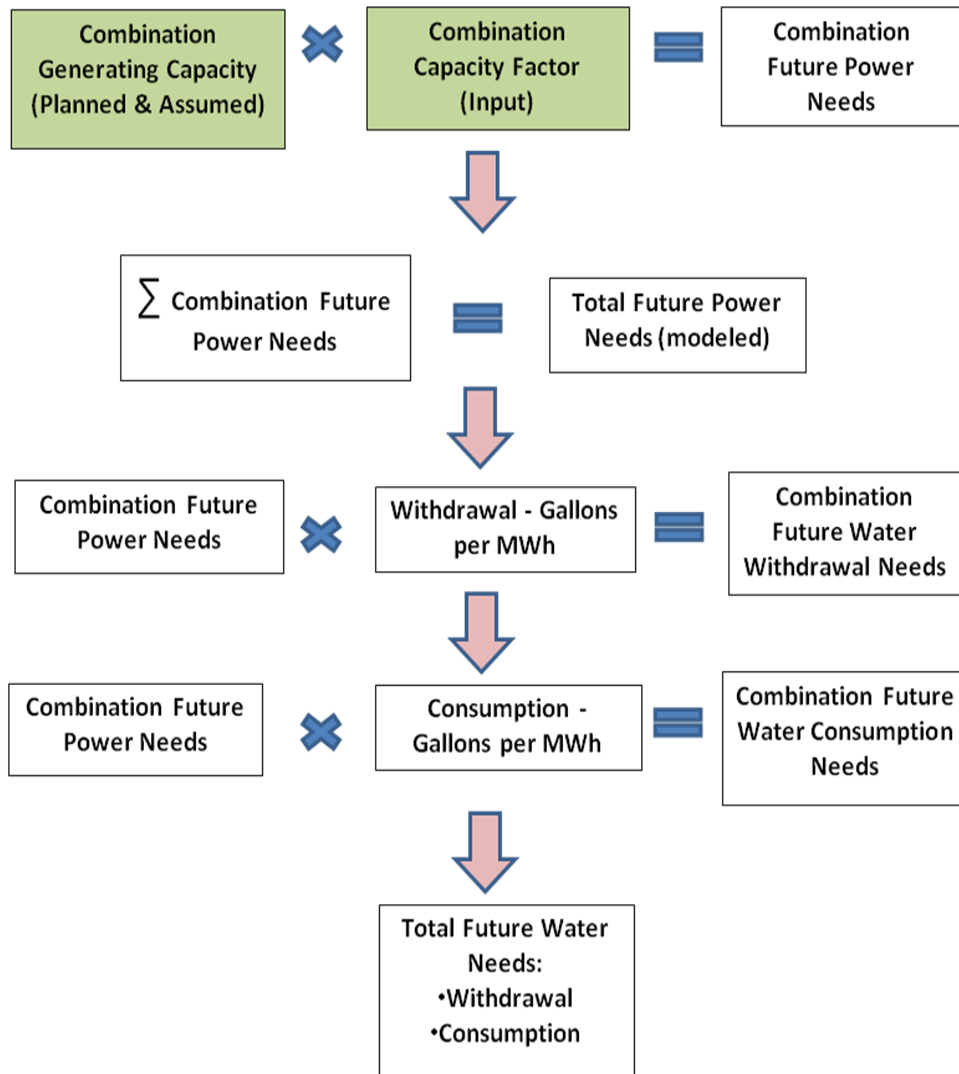 Combination
Generating Capacity
(Planned & Assumed)
Combination
Capacity Factor
(Input)
Combination
Future Power
Needs
∑ Combination Future
Power Needs
Total Future Power
Needs (modeled)
Combination Future
Power Needs
Withdrawal - Gallons
per MWh
Combination
Future Water
Withdrawal Needs
Combination Future
Power Needs
Consumption -
Gallons per MWh
Combination Future
Water Consumption
Needs
Total Future Water
Needs:
•Withdrawal
•Consumption